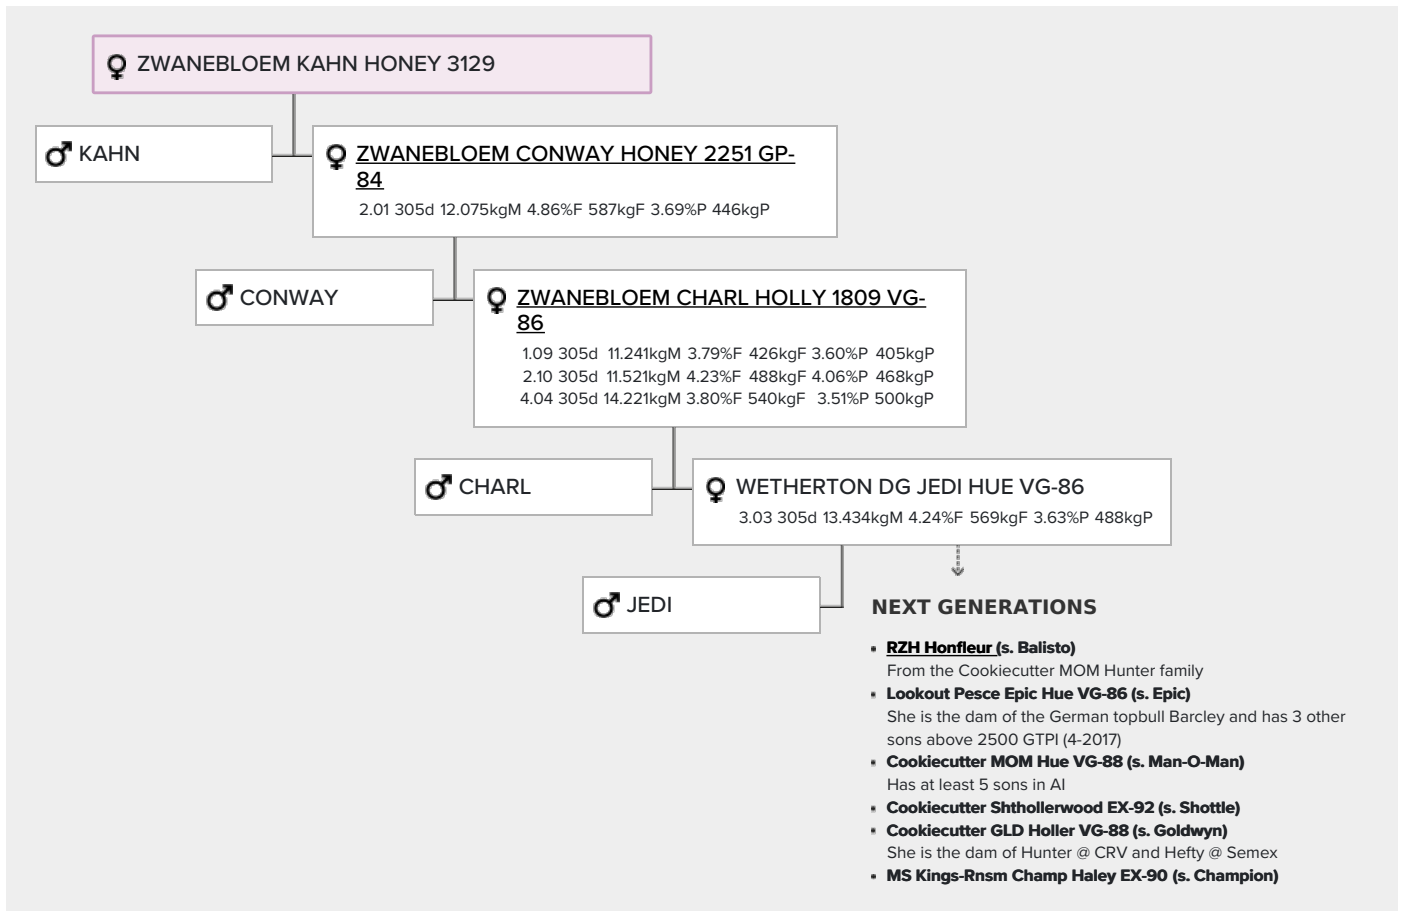 ZWANEBLOEM KAHN HONEY 3129
KAHN
ZWANEBLOEM CONWAY HONEY 2251 GP-
84
2.01 305d 12.075kgM 4.86%F 587kgF 3.69%P 446kgP
CONWAY
ZWANEBLOEM CHARL HOLLY 1809 VG-
86
1.09 305d 11.241kgM 3.79%F 426kgF 3.60%P 405kgP
2.10 305d 11.521kgM 4.23%F 488kgF 4.06%P 468kgP
4.04 305d 14.221kgM 3.80%F 540kgF 3.51%P 500kgP
CHARL
WETHERTON DG JEDI HUE VG-86
3.03 305d 13.434kgM 4.24%F 569kgF 3.63%P 488kgP
JEDI
NEXT GENERATIONS
RZH Honfleur (s. Balisto)
From the Cookiecutter MOM Hunter family
Lookout Pesce Epic Hue VG-86 (s. Epic)
She is the dam of the German topbull Barcley and has 3 other
sons above 2500 GTPI (4-2017)
Cookiecutter MOM Hue VG-88 (s. Man-O-Man)
Has at least 5 sons in AI
Cookiecutter Shthollerwood EX-92 (s. Shottle)
Cookiecutter GLD Holler VG-88 (s. Goldwyn)
She is the dam of Hunter @ CRV and Hefty @ Semex
MS Kings-Rnsm Champ Haley EX-90 (s. Champion)